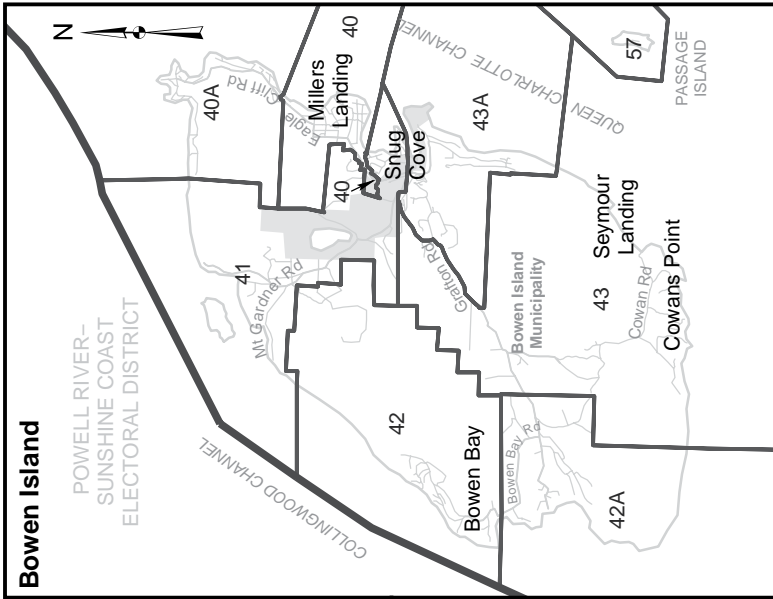 Bowen Island
POWELL RIVER–
SUNSHINE COAST
ELECTORAL DISTRICT
COLLINGWOOD CHANNEL
N
40A
Eagle Cliff Rd
Millers
Landing
40
40
41
Mt Gardner Rd
Snug
Cove
QUEEN CHARLOTTE CHANNEL
43A
57
PASSAGE
ISLAND
Grafton Rd
Bowen Island
Municipality
42
Bowen Bay
Bowen Bay Rd
42A
43
Seymour
Landing
Cowan Rd
Cowans Point